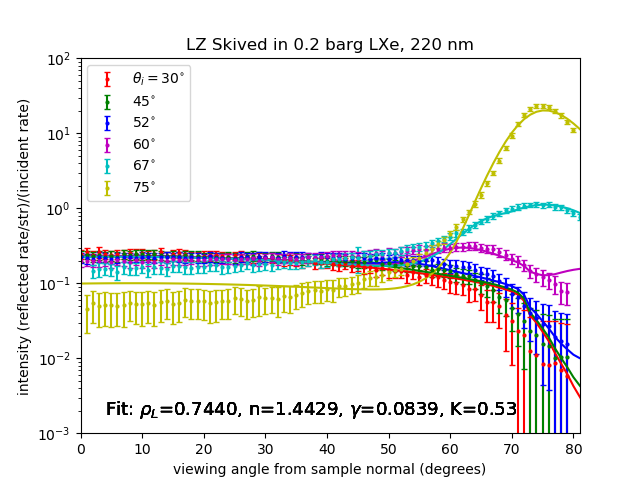 LZ Skived in 0.2 barg LXe, 220 nm
intensity (reflected rate/str)/(incident rate)
10²
10¹
10⁰
10⁻¹
10⁻²
10⁻³
θᵢ = 30°
45°
52°
60°
67°
75°
Fit: ρ_L=0.7440, n=1.4429, γ=0.0839, K=0.53
0 10 20 30 40 50 60 70 80
viewing angle from sample normal (degrees)